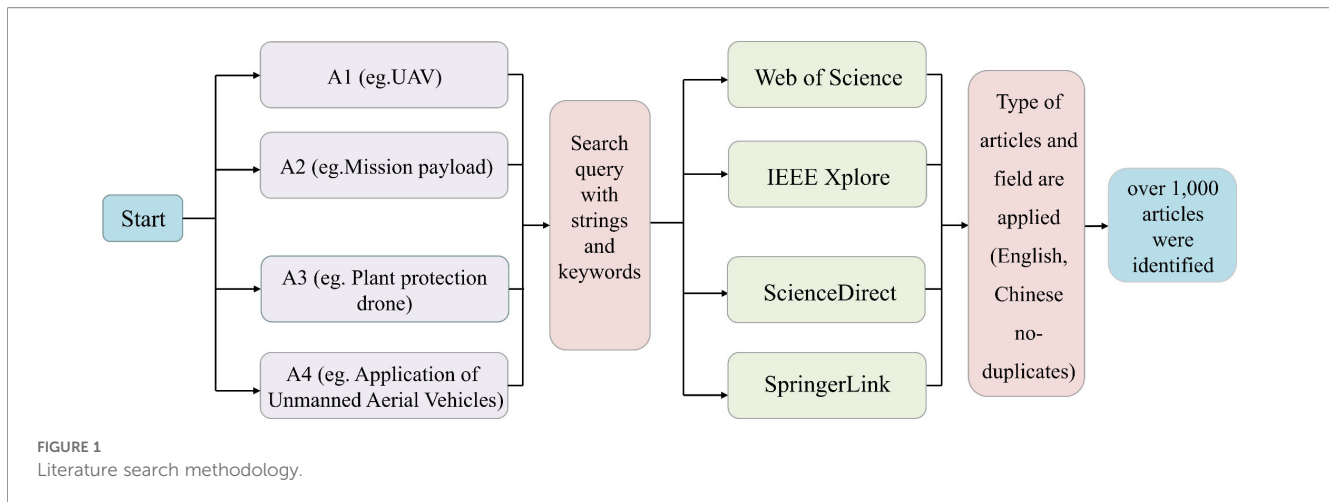 Start
A1 (eg.UAV)
A2 (eg.Mission payload)
A3 (eg. Plant protection
drone)
A4 (eg. Application of
Unmanned Aerial Vehicles)
Search
query
with
strings
and
keywords
Web of Science
IEEE Xplore
ScienceDirect
SpringerLink
Type of
articles and
field are
applied
(English,
Chinese
no-
duplicates)
over 1,000
articles
were
identified
FIGURE 1
Literature search methodology.